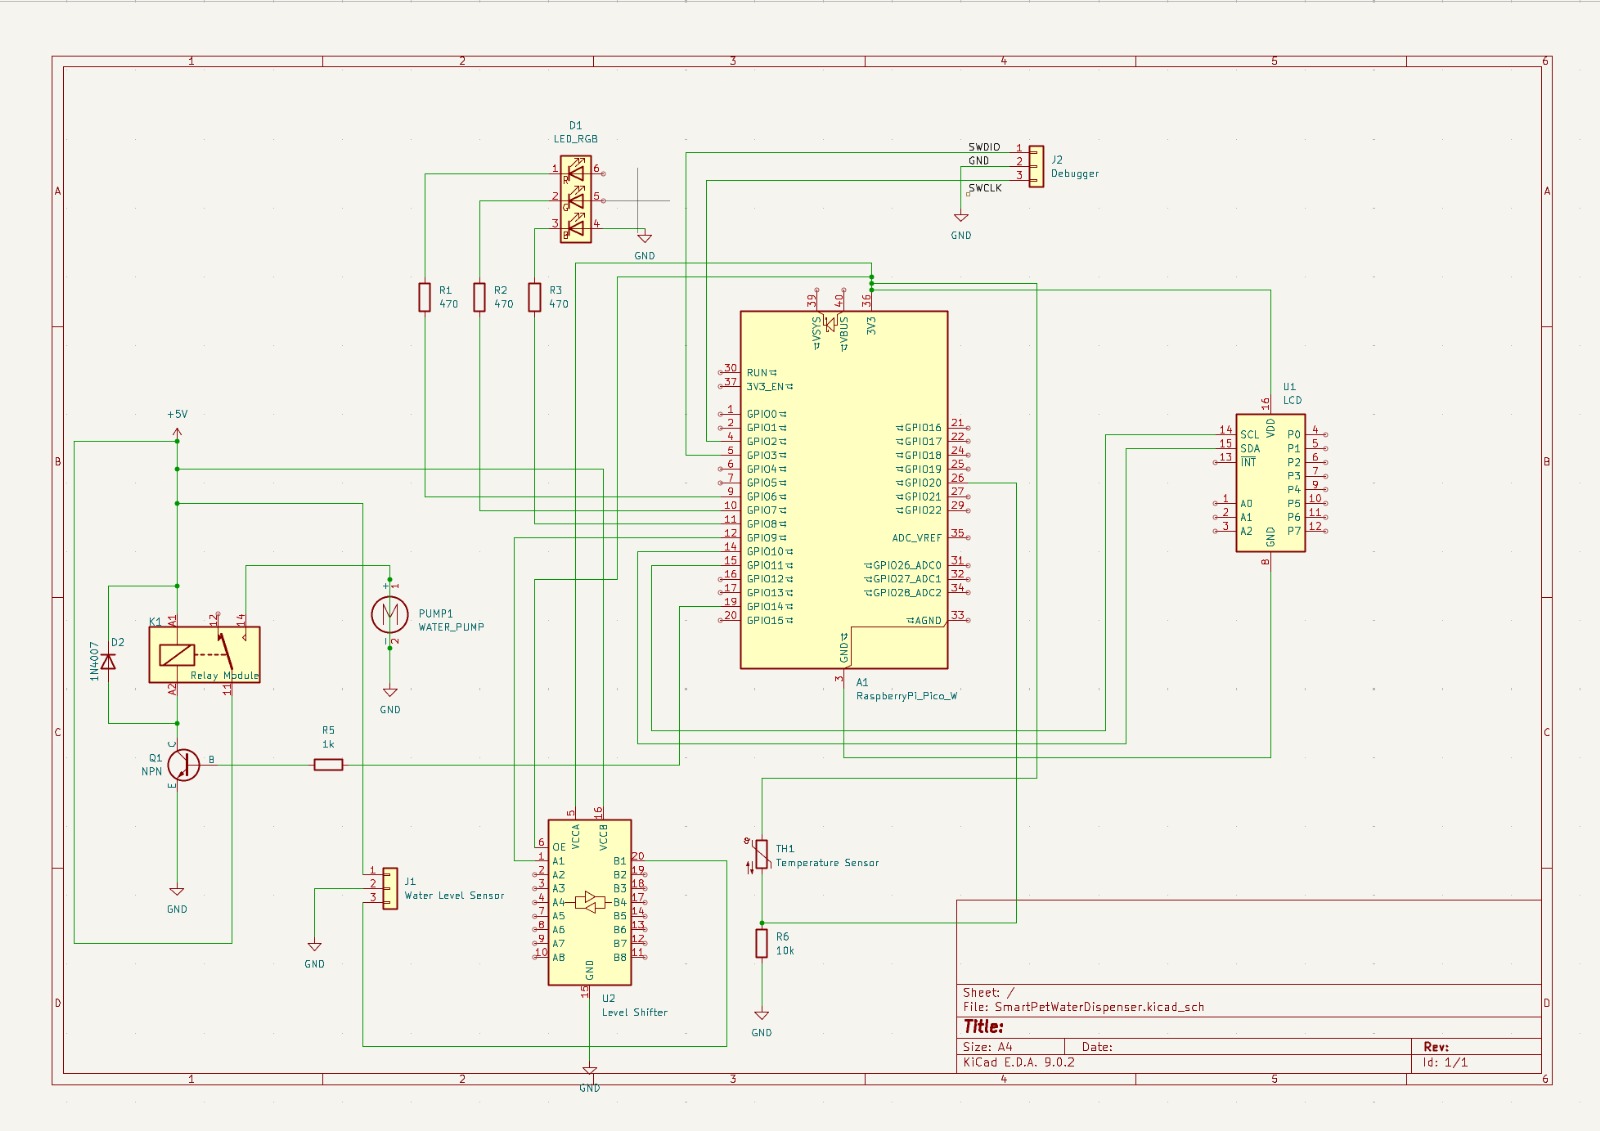 1 2 3 4 5 6
A
B
C
D
A
B
C
D
D1
LED_RGB
1 R 6
2 G 5
3 B 4
GND
SWDIO 1
GND 2
SWCLK 3
J2
Debugger
GND
R1
470
R2
470
R3
470
39 40 36
VSYS VBUS 3V3
30 RUN
37 3V3_EN
1 GPIO0
2 GPIO1
4 GPIO2
5 GPIO3
6 GPIO4
7 GPIO5
9 GPIO6
10 GPIO7
11 GPIO8
12 GPIO9
14 GPIO10
15 GPIO11
16 GPIO12
17 GPIO13
19 GPIO14
20 GPIO15
GPIO16 21
GPIO17 22
GPIO18 24
GPIO19 25
GPIO20 26
GPIO21 27
GPIO22 29
ADC_VREF 35
GPIO26_ADC0 31
GPIO27_ADC1 32
GPIO28_ADC2 34
AGND 33
GND
3
A1
RaspberryPi_Pico_W
U1
LCD
16
VDD
14 SCL
15 SDA
13 INT
1 A0
2 A1
3 A2
P0 4
P1 5
P2 6
P3 7
P4 9
P5 10
P6 11
P7 12
GND
8
+5V
K1
A1 12 14
Relay Module
A2 11
D2
1N4007
+ 1
M
- 2
PUMP1
WATER_PUMP
GND
R5
1k
Q1
NPN
C
B
E
GND
1
2
3
J1
Water Level Sensor
GND
5 16
VCCA VCCB
6 OE
1 A1
2 A2
3 A3
4 A4
7 A5
8 A6
9 A7
10 A8
B1 20
B2 19
B3 18
B4 17
B5 14
B6 13
B7 12
B8 11
GND
15
U2
Level Shifter
GND
TH1
Temperature Sensor
R6
10k
GND
Sheet: /
File: SmartPetWaterDispenser.kicad_sch
Title:
Size: A4 Date: Rev:
KiCad E.D.A. 9.0.2 Id: 1/1
1 2 3 4 5 6